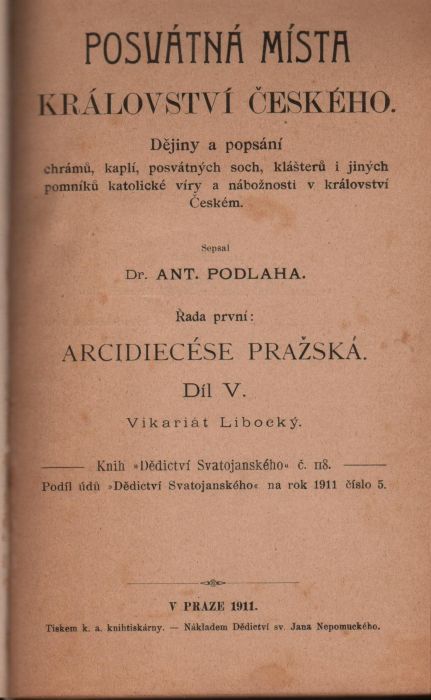 POSVÁTNÁ MÍSTA
KRÁLOVSTVÍ ČESKÉHO.
Dějiny a popsání
chrámů, kaplí, posvátných soch, klášterů i jiných
pomníků katolické víry a nábožnosti v království
Českém.
Sepsal
Dr. ANT. PODLAHA.
Řada první:
ARCIDIECÉSE PRAŽSKÁ.
Díl V.
Vikariát Libocký.
Knih »Dědictví Svatojanského« č. 118.
Podíl údů »Dědictví Svatojanského« na rok 1911 číslo 5.
V PRAZE 1911.
Tiskem k. a. knihtiskárny. — Nákladem Dědictví sv. Jana Nepomuckého.